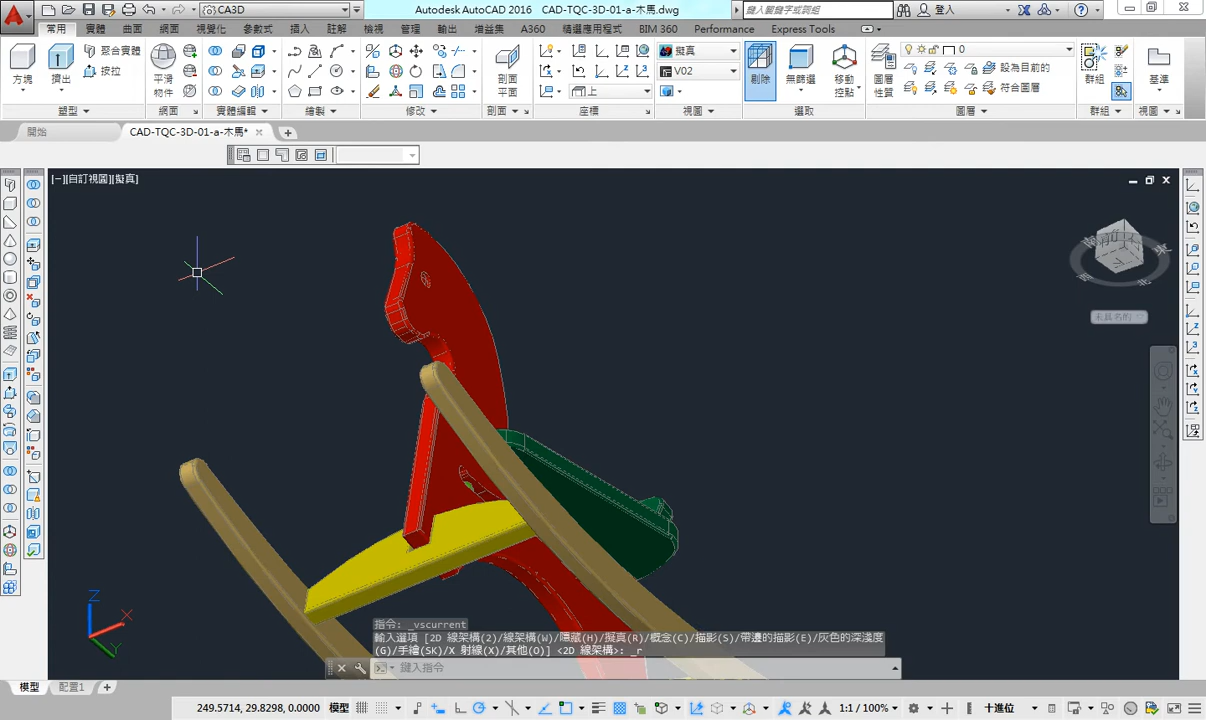 CA3D
Autodesk AutoCAD 2016 CAD-TQC-3D-01-a-木馬.dwg
鍵入關鍵字或片語
登入
常用 實體 曲面 網面 視覺化 參數式 插入 註解 檢視 管理 輸出 增益集 A360 精選應用程式 BIM 360 Performance Express Tools
方塊 擠出 聚合實體 按拉
平滑物件
剖面平面
上
擬真
V02
剔除 無篩選 移動控點
圖層性質
0
設為目前的
符合圖層
群組
基準
塑型 網面 實體編輯 繪製 修改 剖面 座標 視圖 選取 圖層 群組 視圖
開始 CAD-TQC-3D-01-a-木馬*
[−][自訂視圖][擬真]
未具名的
Z
X
Y
指令: _vscurrent
輸入選項 [2D 線架構(2)/線架構(W)/隱藏(H)/擬真(R)/概念(C)/描影(S)/帶邊的描影(E)/灰色的深淺度
(G)/手繪(SK)/X 射線(X)/其他(O)] <2D 線架構>: _r
鍵入指令
模型 配置1
249.5714, 29.8298, 0.0000 模型 1:1 / 100% 十進位